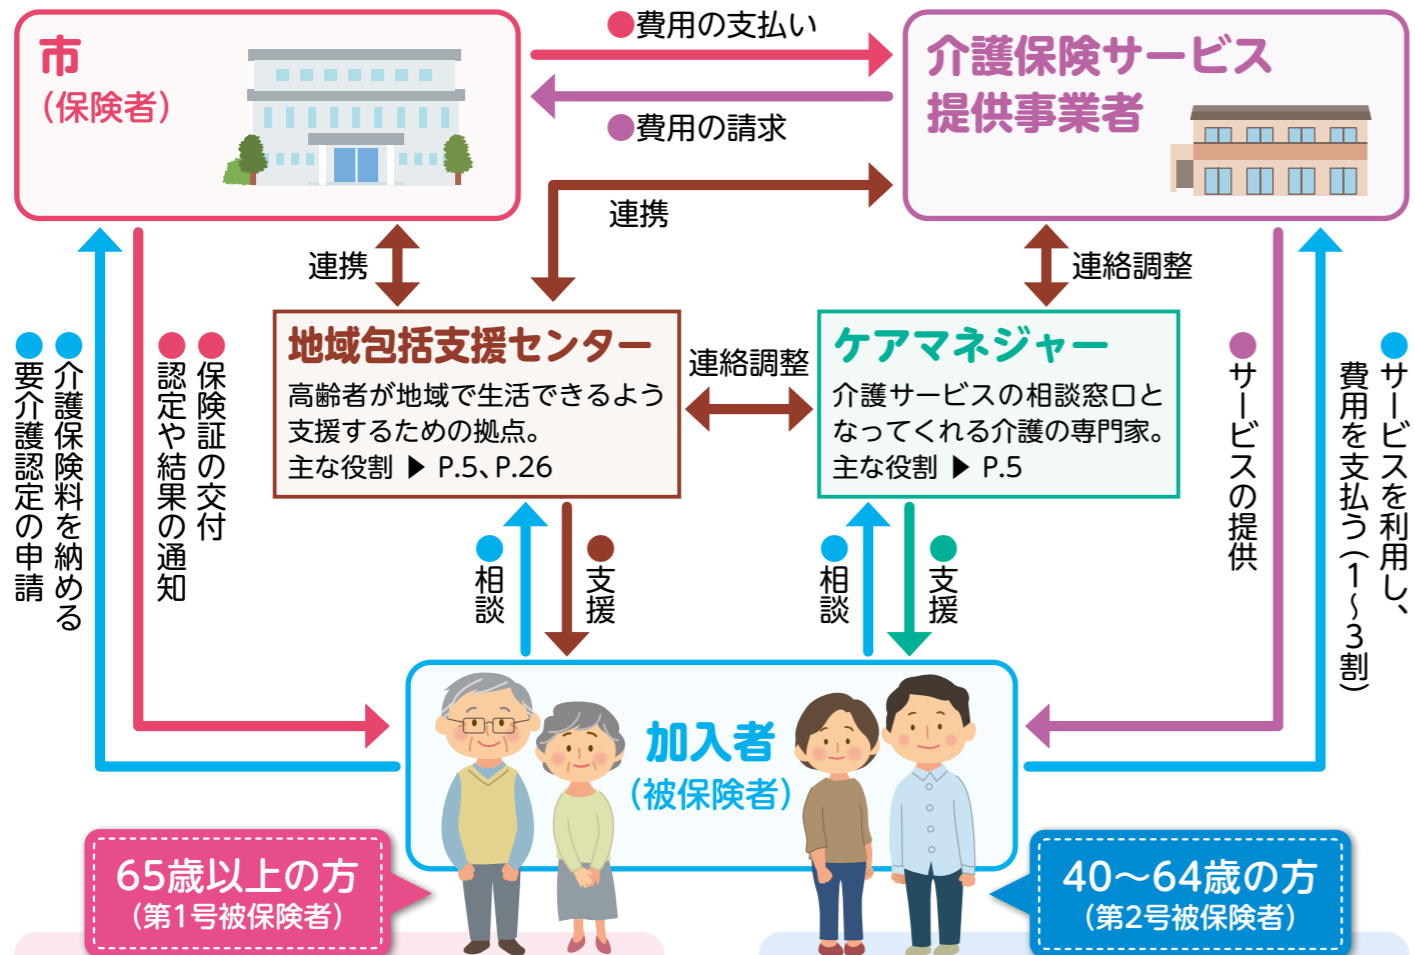 市
（保険者）
●費用の支払い
●費用の請求
介護保険サービス
提供事業者
連携
連携
連絡調整
地域包括支援センター
高齢者が地域で生活できるよう
支援するための拠点。
主な役割 ▶ P.5、P.26
連絡調整
ケアマネジャー
介護サービスの相談窓口と
なってくれる介護の専門家。
主な役割 ▶ P.5
●介護保険料を納める
●要介護認定の申請
●保険証の交付
●認定や結果の通知
●サービスの提供
●サービスを利用し、
費用を支払う（1～3割）
●相談
●支援
●相談
●支援
加入者
（被保険者）
65歳以上の方
（第1号被保険者）
40～64歳の方
（第2号被保険者）